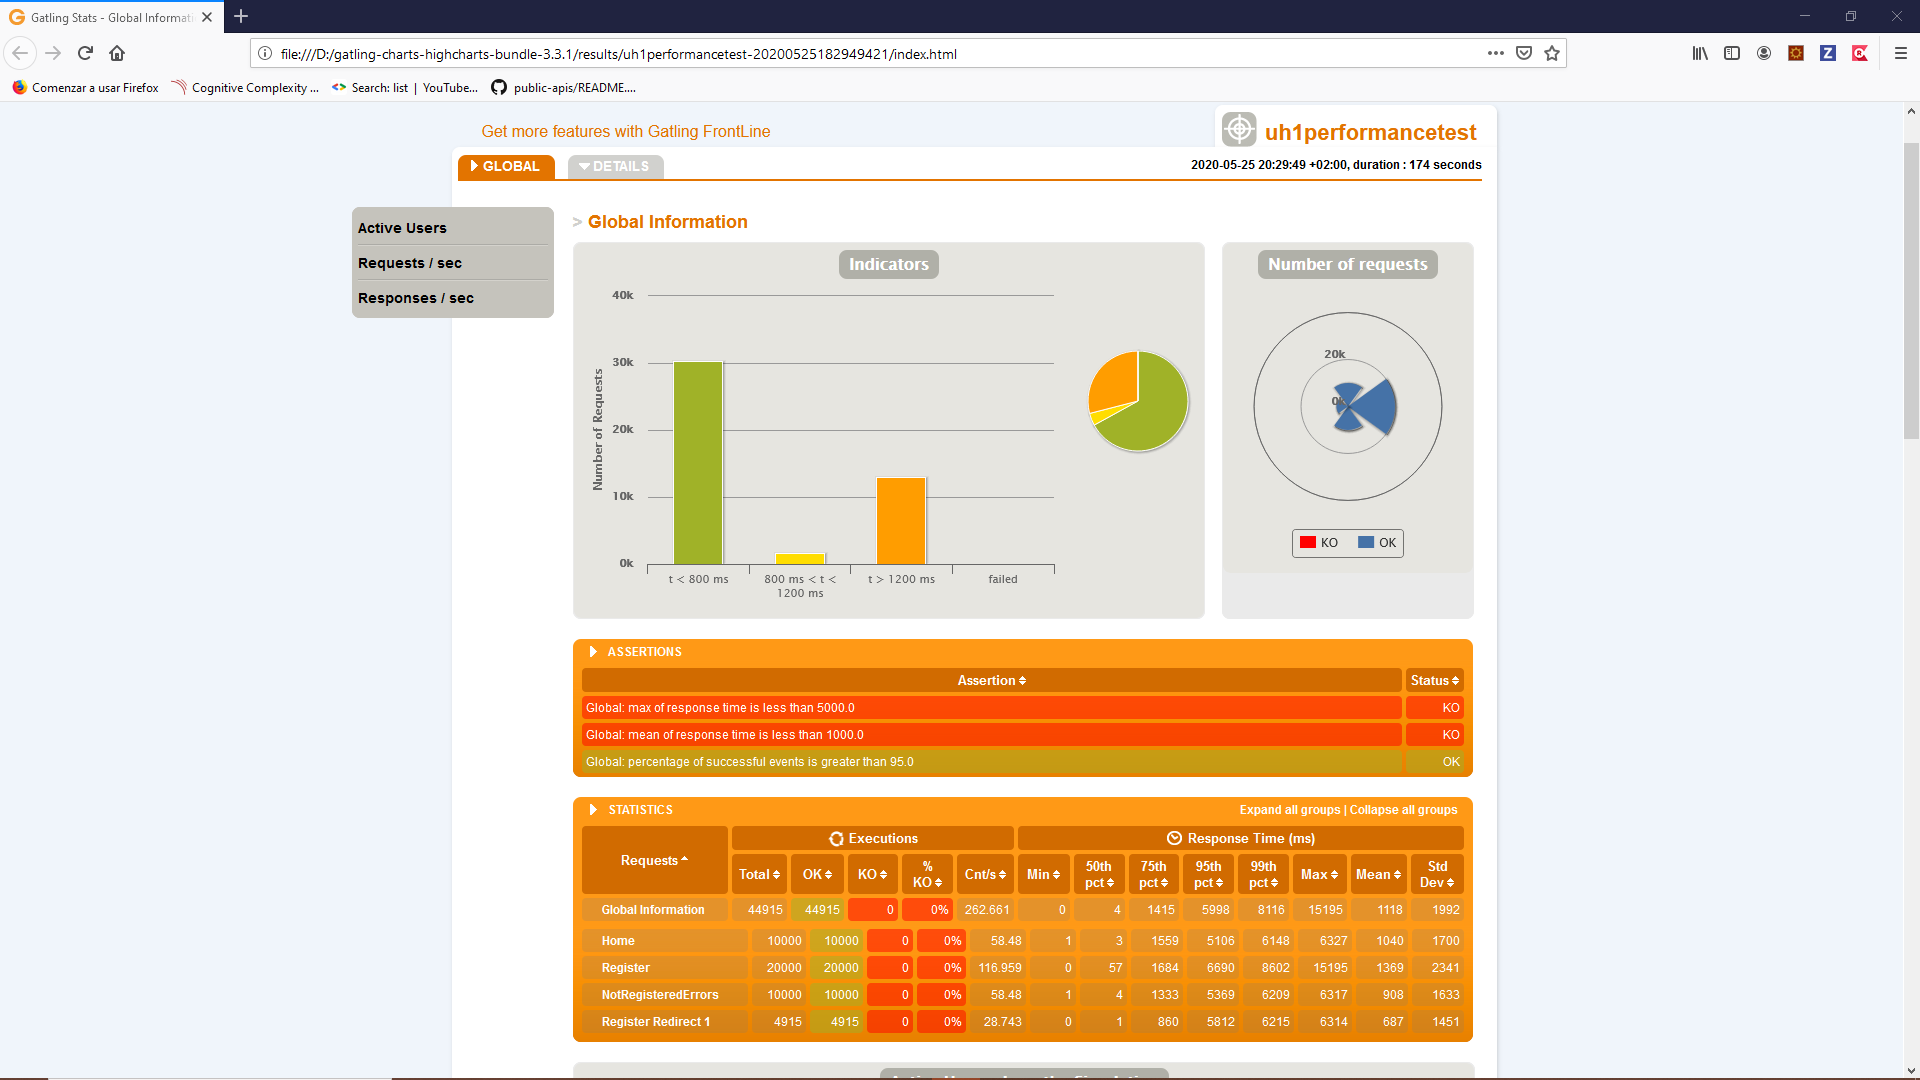 Gatling Stats - Global Informati
file:///D:/gatling-charts-highcharts-bundle-3.3.1/results/uh1performancetest-20200525182949421/index.html
Comenzar a usar Firefox
Cognitive Complexity ...
Search: list | YouTube...
public-apis/README....
Get more features with Gatling FrontLine
uh1performancetest
GLOBAL
DETAILS
2020-05-25 20:29:49 +02:00, duration : 174 seconds
Active Users
Requests / sec
Responses / sec
> Global Information
Indicators
Number of Requests
40k
30k
20k
10k
0k
t < 800 ms
800 ms < t <
1200 ms
t > 1200 ms
failed
Number of requests
20k
0k
KO
OK
ASSERTIONS
Assertion Status
Global: max of response time is less than 5000.0 KO
Global: mean of response time is less than 1000.0 KO
Global: percentage of successful events is greater than 95.0 OK
STATISTICS
Expand all groups | Collapse all groups
Requests
Executions
Response Time (ms)
Total OK KO % KO Cnt/s Min 50th pct 75th pct 95th pct 99th pct Max Mean Std Dev
Global Information 44915 44915 0 0% 262.661 0 4 1415 5998 8116 15195 1118 1992
Home 10000 10000 0 0% 58.48 1 3 1559 5106 6148 6327 1040 1700
Register 20000 20000 0 0% 116.959 0 57 1684 6690 8602 15195 1369 2341
NotRegisteredErrors 10000 10000 0 0% 58.48 1 4 1333 5369 6209 6317 908 1633
Register Redirect 1 4915 4915 0 0% 28.743 0 1 860 5812 6215 6314 687 1451